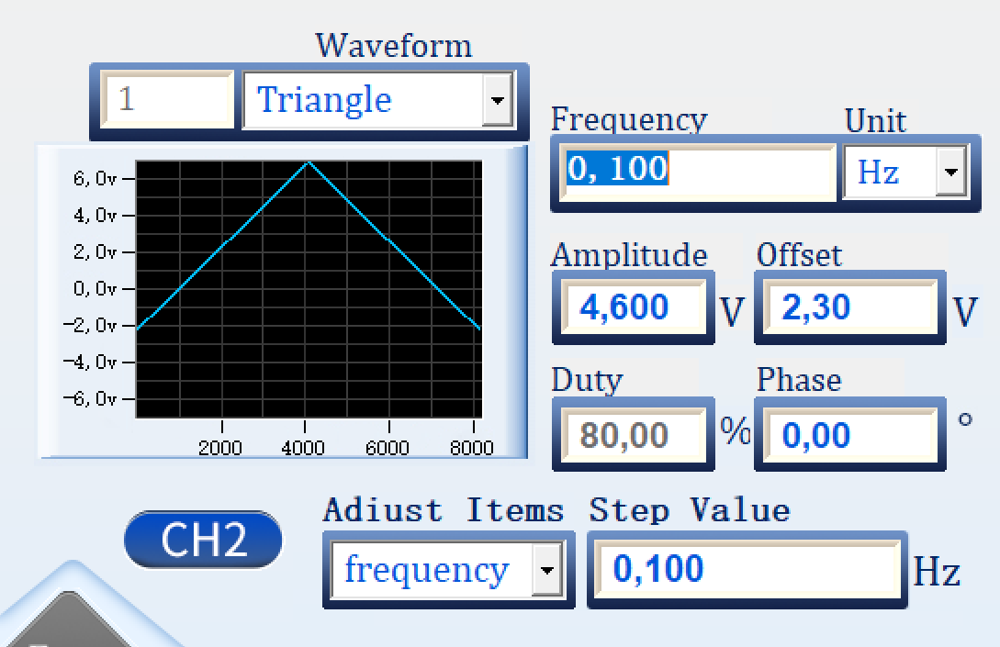 Waveform
1 Triangle
Frequency Unit
0, 100 Hz
6, 0v
4, 0v
2, 0v
0, 0v
-2, 0v
-4, 0v
-6, 0v
2000 4000 6000 8000
Amplitude Offset
4,600 V 2,30 V
Duty Phase
80,00 % 0,00 °
Adiust Items Step Value
CH2 frequency 0,100 Hz